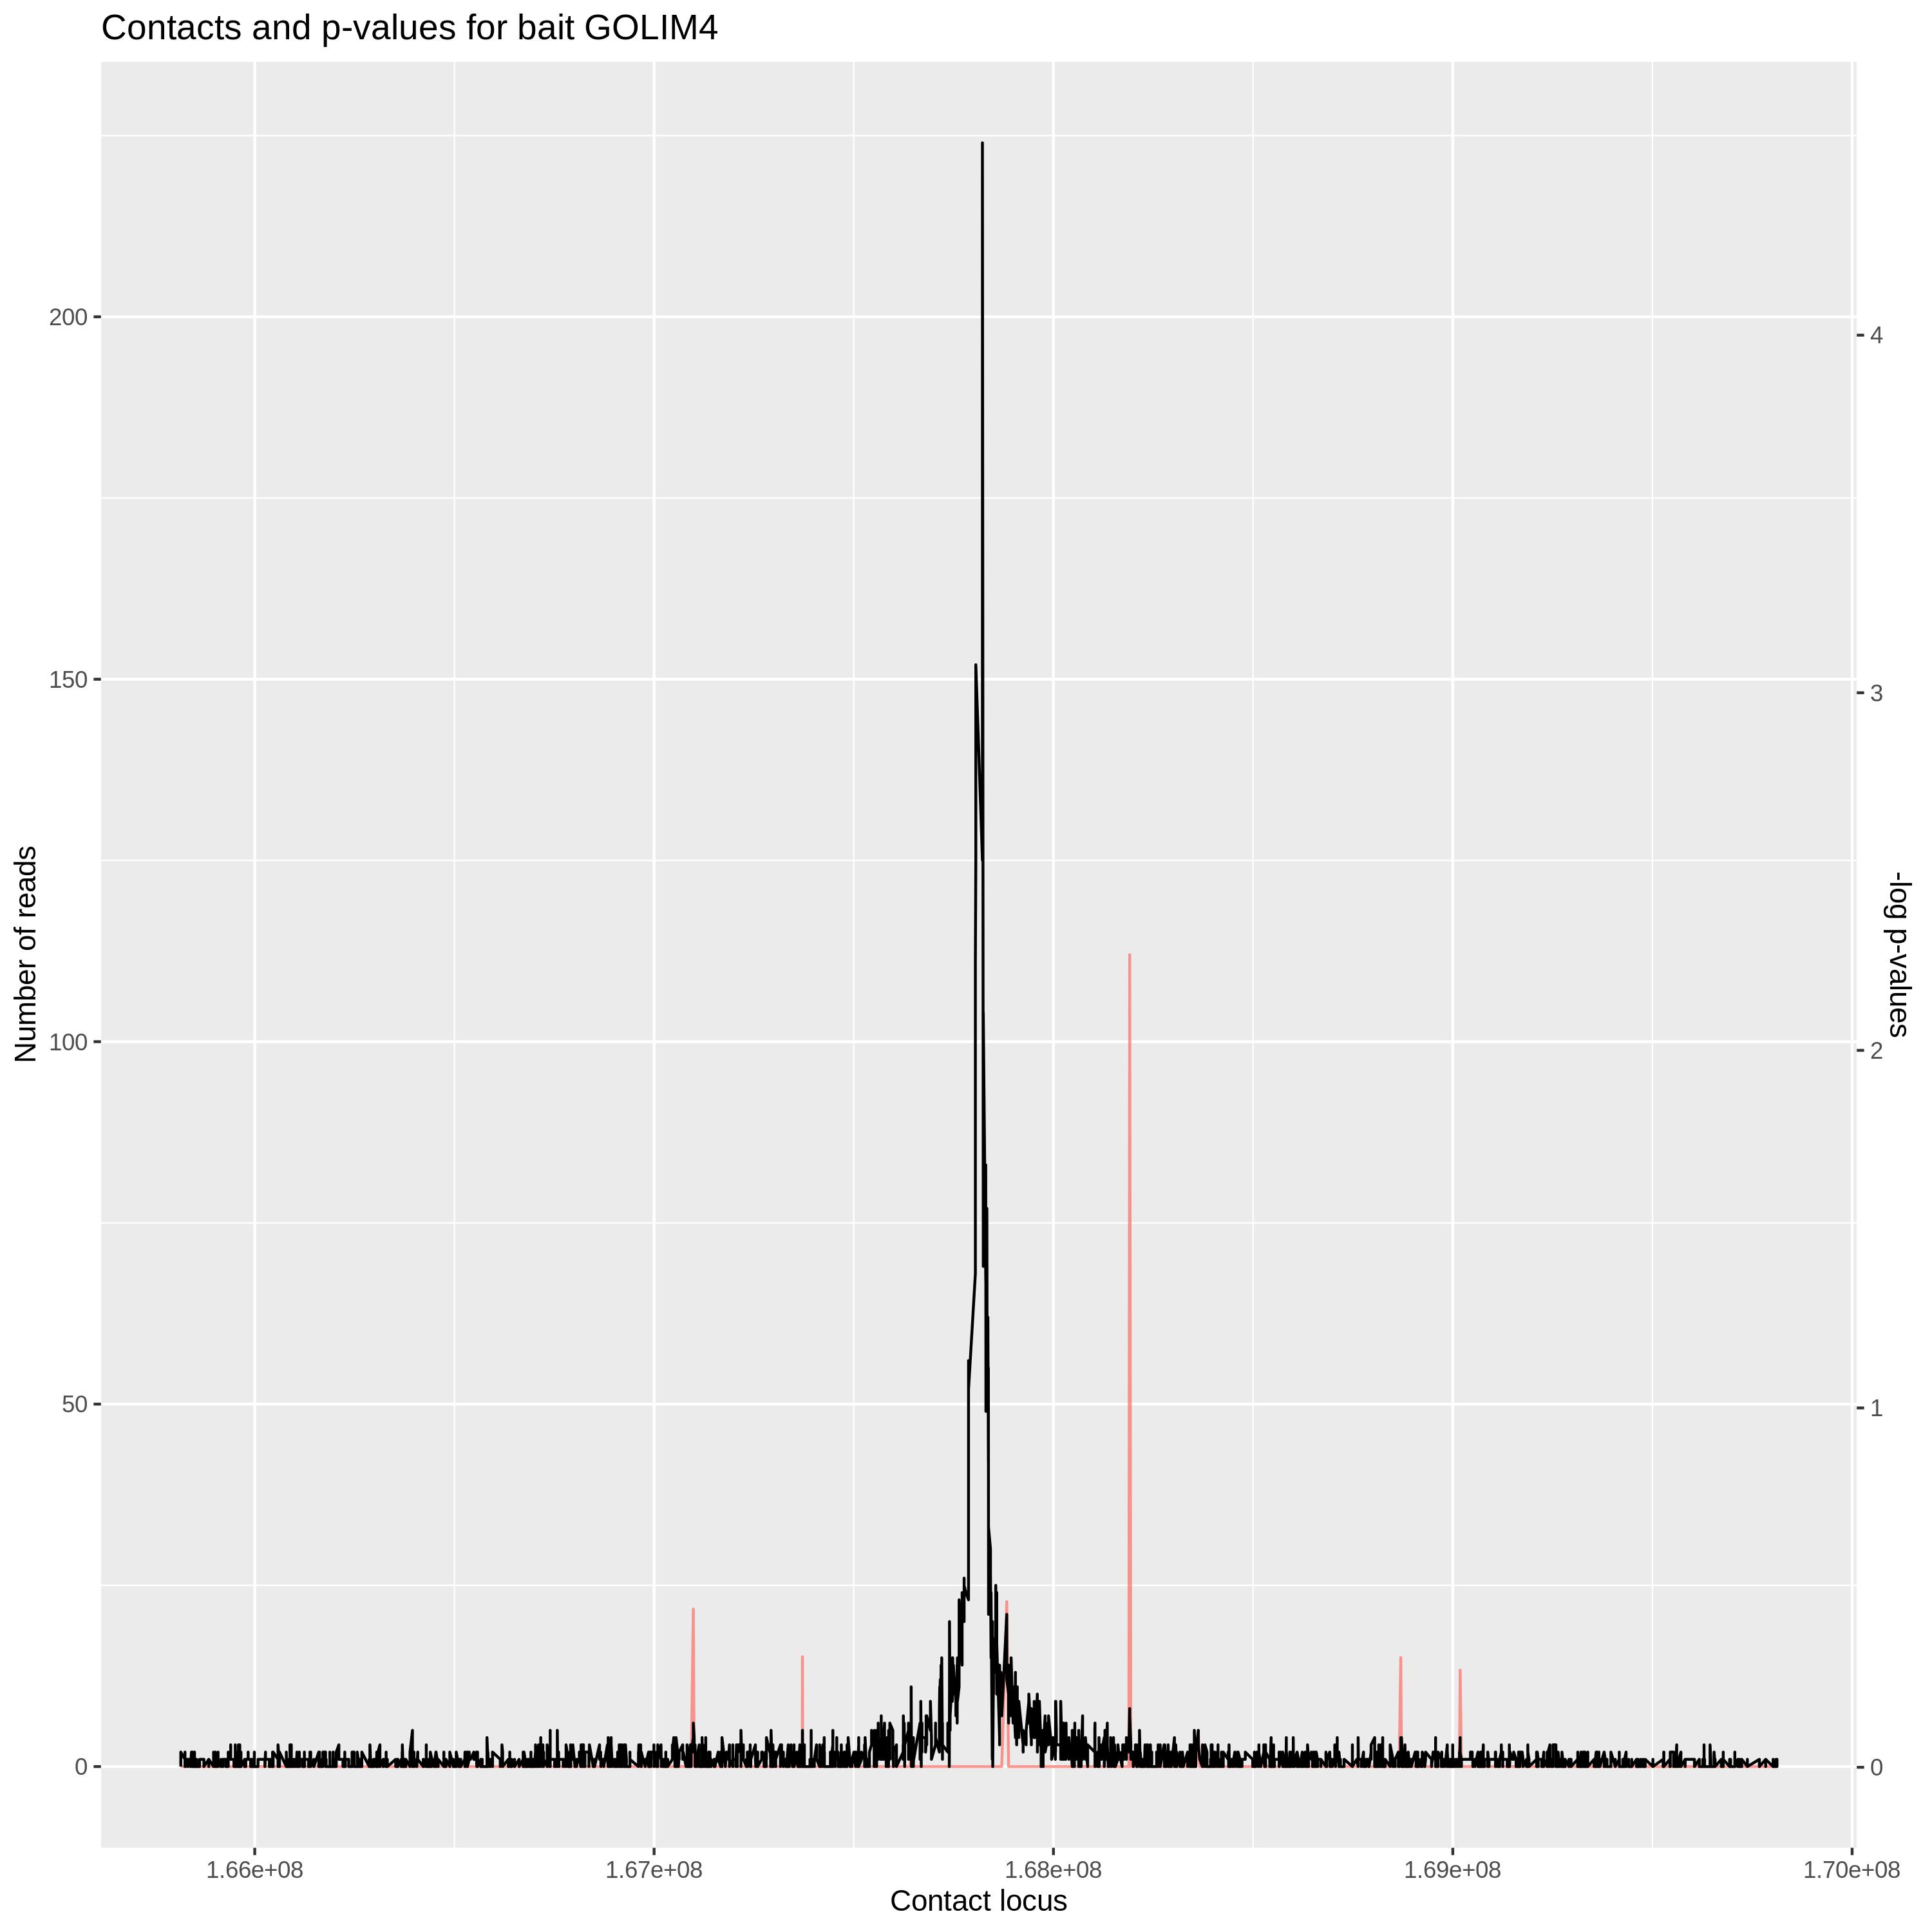 Contacts and p-values for bait GOLIM4
200
150
100
50
0
Number of reads
4
3
2
1
0
-log p-values
1.66e+08
1.67e+08
1.68e+08
1.69e+08
1.70e+08
Contact locus